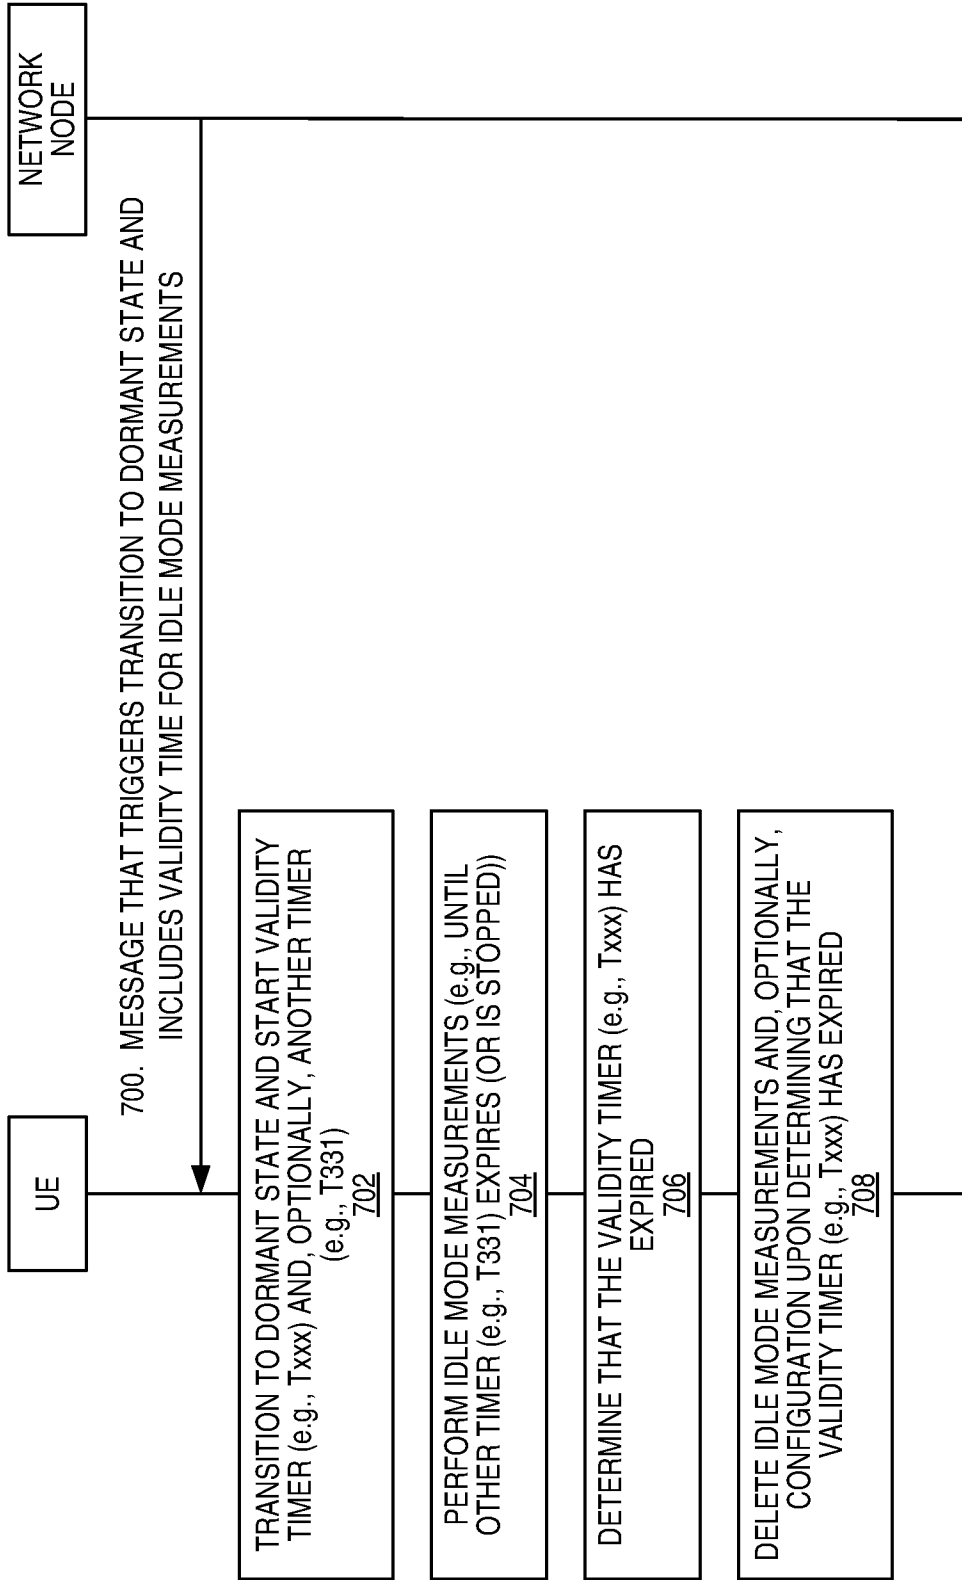 UE
NETWORK
NODE
700. MESSAGE THAT TRIGGERS TRANSITION TO DORMANT STATE AND
INCLUDES VALIDITY TIME FOR IDLE MODE MEASUREMENTS
TRANSITION TO DORMANT STATE AND START VALIDITY
TIMER (e.g., Txxx) AND, OPTIONALLY, ANOTHER TIMER
(e.g., T331)
702
PERFORM IDLE MODE MEASUREMENTS (e.g., UNTIL
OTHER TIMER (e.g., T331) EXPIRES (OR IS STOPPED))
704
DETERMINE THAT THE VALIDITY TIMER (e.g., Txxx) HAS
EXPIRED
706
DELETE IDLE MODE MEASUREMENTS AND, OPTIONALLY,
CONFIGURATION UPON DETERMINING THAT THE
VALIDITY TIMER (e.g., Txxx) HAS EXPIRED
708